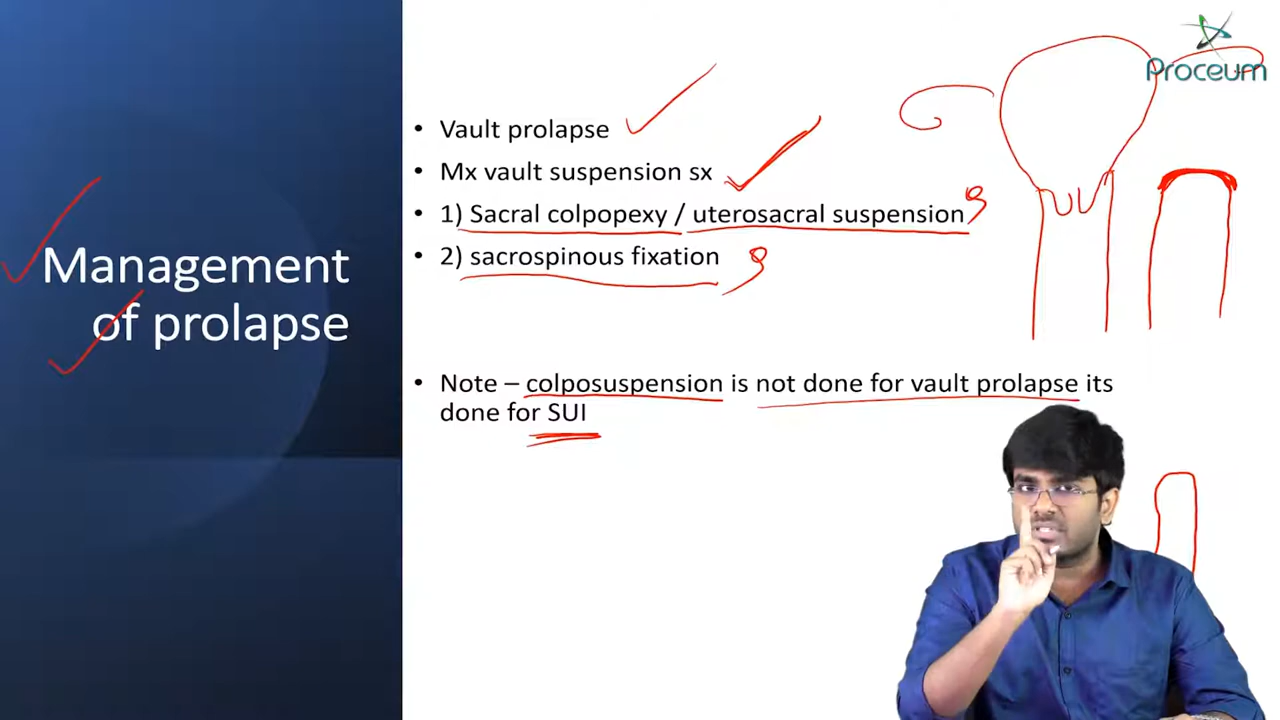 Proceum
Management
of prolapse
• Vault prolapse
• Mx vault suspension sx
• 1) Sacral colpopexy / uterosacral suspension
• 2) sacrospinous fixation
• Note – colposuspension is not done for vault prolapse its
done for SUI